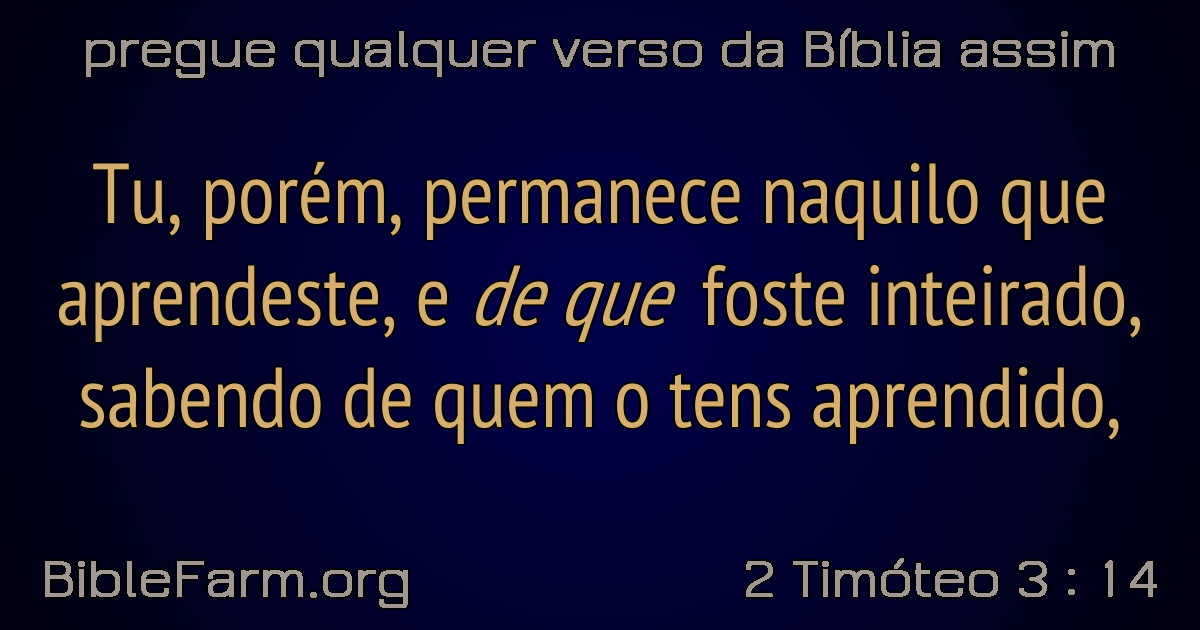 pregue qualquer verso da Bíblia assim
Tu, porém, permanece naquilo que
aprendeste, e de que foste inteirado,
sabendo de quem o tens aprendido,
BibleFarm.org
2 Timóteo 3 : 14